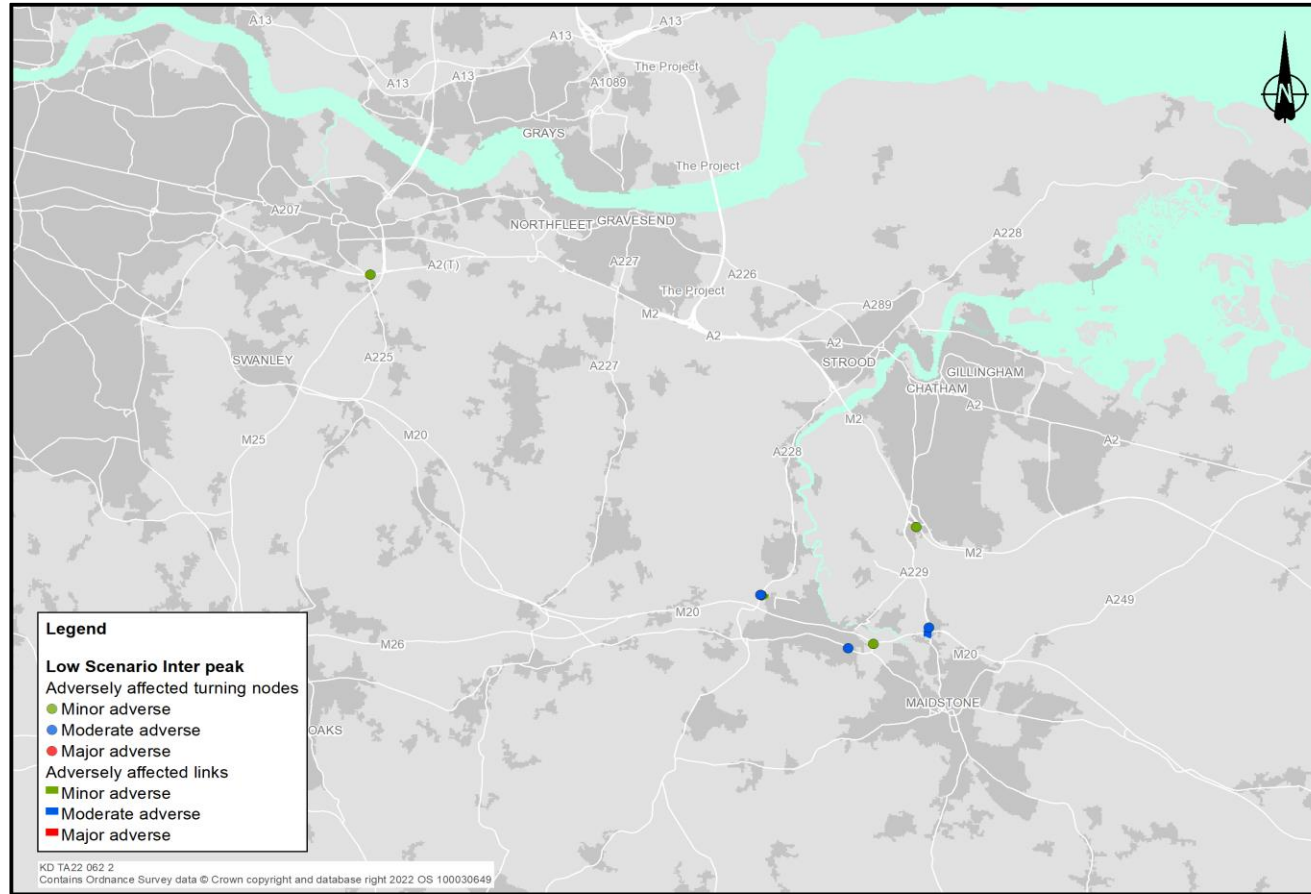 A13
A13
A13
The Project
A13
A13
A1089
N
GRAYS
The Project
A207
NORTHFLEET
GRAVESEND
A228
A2(T)
A227
A226
The Project
A289
M2
A2
A2
STROOD
SWANLEY
A225
A227
GILLINGHAM
CHATHAM
A2
M2
A2
M25
M20
A228
M2
A229
A249
M20
M26
M20
MAIDSTONE
OAKS
Legend
Low Scenario Inter peak
Adversely affected turning nodes
Minor adverse
Moderate adverse
Major adverse
Adversely affected links
Minor adverse
Moderate adverse
Major adverse
KD TA22 062 2
Contains Ordnance Survey data © Crown copyright and database right 2022 OS 100030649